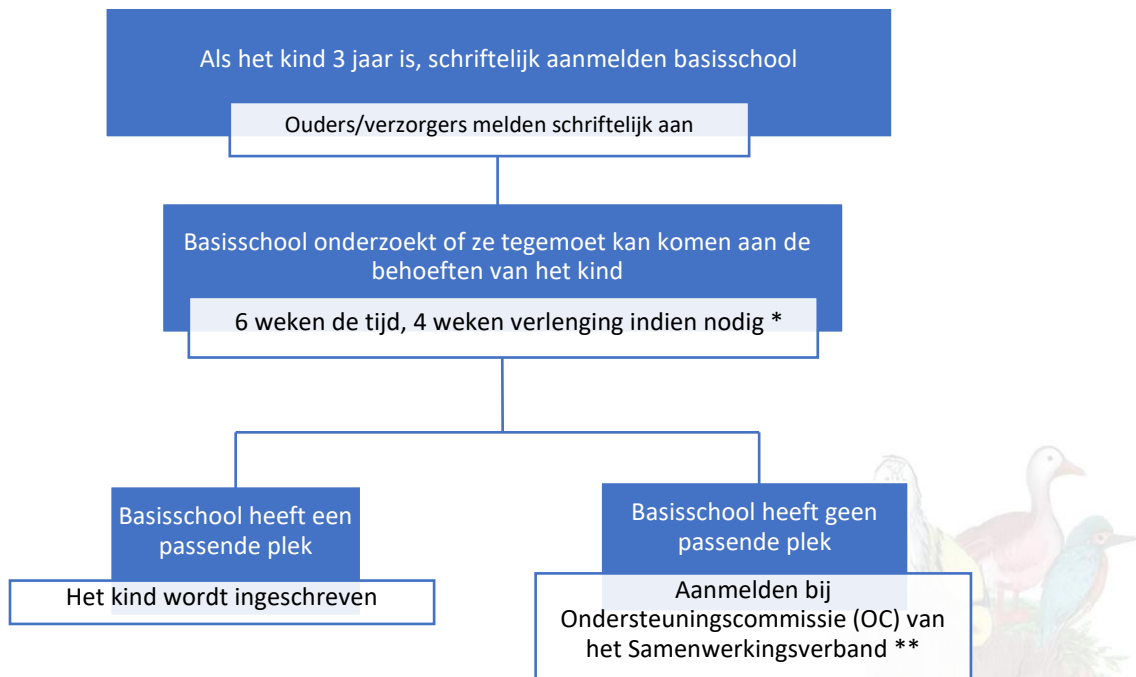 Als het kind 3 jaar is, schriftelijk aanmelden basisschool
Ouders/verzorgers melden schriftelijk aan
Basisschool onderzoekt of ze tegemoet kan komen aan de
behoeften van het kind
6 weken de tijd, 4 weken verlenging indien nodig *
Basisschool heeft een
passende plek
Het kind wordt ingeschreven
Basisschool heeft geen
passende plek
Aanmelden bij
Ondersteuningscommissie (OC) van
het Samenwerkingsverband **